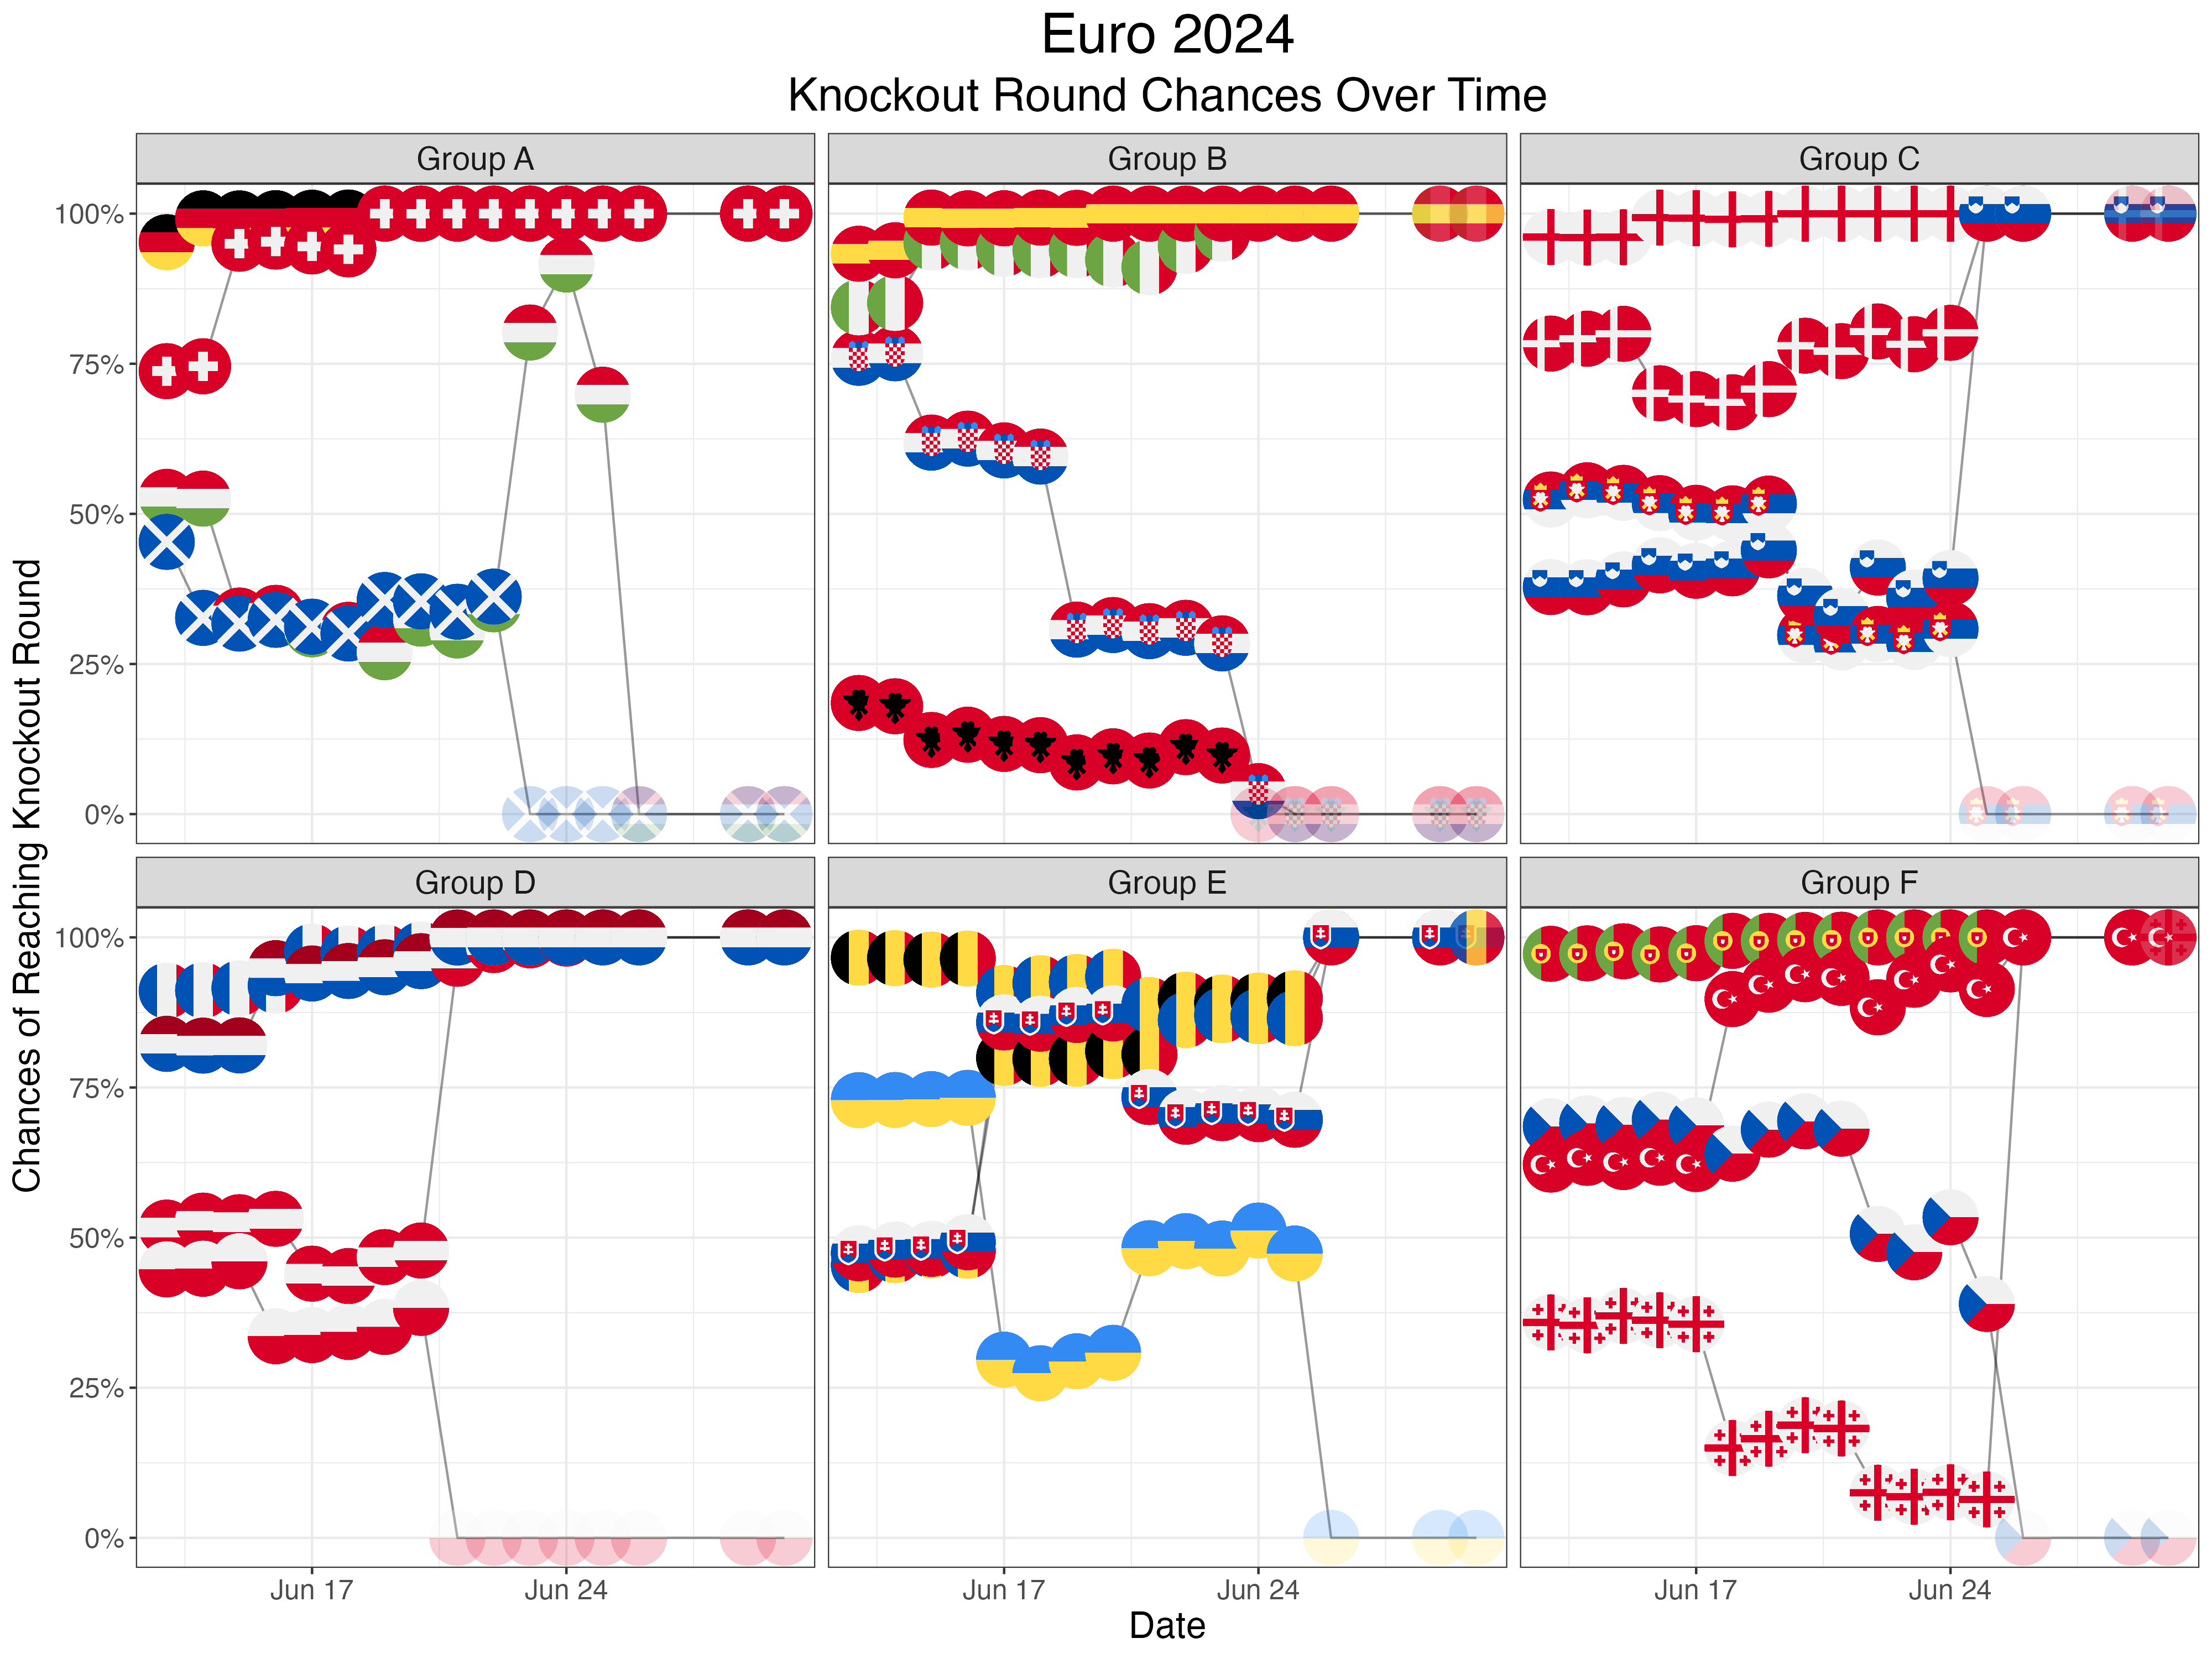 Euro 2024
Knockout Round Chances Over Time
Group A
Group B
Group C
100%
75%
50%
25%
0%
Chances of Reaching Knockout Round
Group D
Group E
Group F
100%
75%
50%
25%
0%
Jun 17
Jun 24
Jun 17
Jun 24
Jun 17
Jun 24
Date